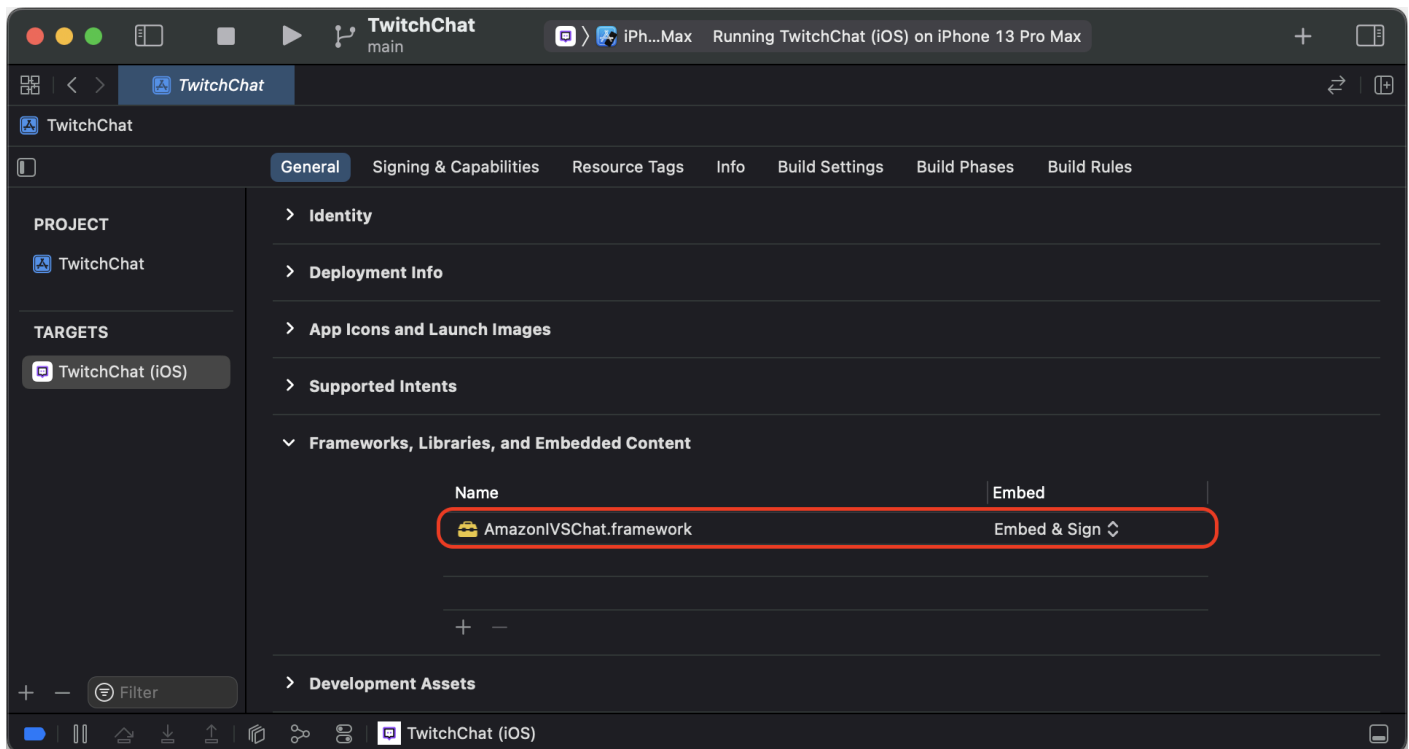 TwitchChat
main
iPh...Max Running TwitchChat (iOS) on iPhone 13 Pro Max
TwitchChat
TwitchChat
General Signing & Capabilities Resource Tags Info Build Settings Build Phases Build Rules
PROJECT
TwitchChat
TARGETS
TwitchChat (iOS)
Identity
Deployment Info
App Icons and Launch Images
Supported Intents
Frameworks, Libraries, and Embedded Content
Name Embed
AmazonIVSChat.framework Embed & Sign
Development Assets
Filter
TwitchChat (iOS)